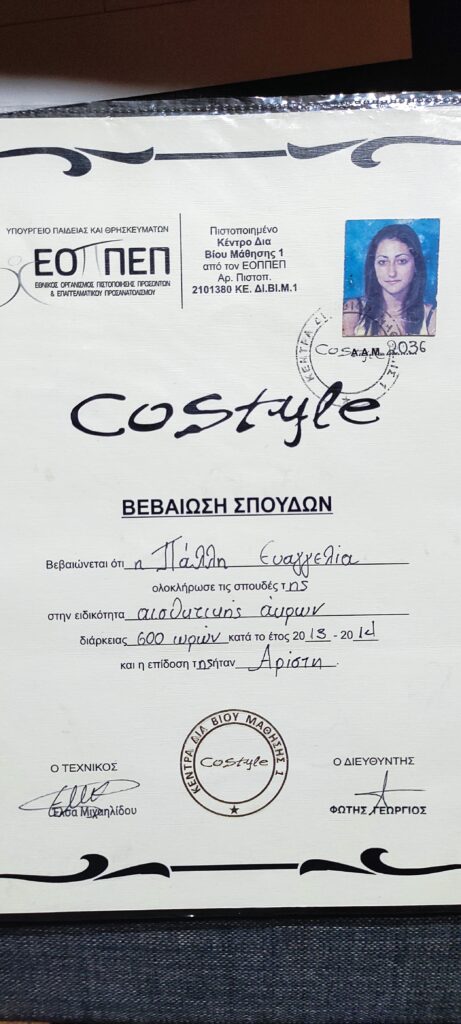 ΥΠΟΥΡΓΕΙΟ ΠΑΙΔΕΙΑΣ ΚΑΙ ΘΡΗΣΚΕΥΜΑΤΩΝ
ΕΟΠΠΕΠ
ΕΘΝΙΚΟΣ ΟΡΓΑΝΙΣΜΟΣ ΠΙΣΤΟΠΟΙΗΣΗΣ ΠΡΟΣΟΝΤΩΝ
& ΕΠΑΓΓΕΛΜΑΤΙΚΟΥ ΠΡΟΣΑΝΑΤΟΛΙΣΜΟΥ
Πιστοποιημένο
Κέντρο Δια
Βίου Μάθησης 1
από τον ΕΟΠΠΕΠ
Αρ. Πιστοπ.
2101380 ΚΕ. ΔΙ.ΒΙ.Μ.1
Α.Α.Μ. 2036
CoStyle
CoStyle
ΒΕΒΑΙΩΣΗ ΣΠΟΥΔΩΝ
Βεβαιώνεται ότι η Πάλλη Ευαγγελία
ολοκλήρωσε τις σπουδές της
στην ειδικότητα αισθητικής άκρων
διάρκειας 600 ωρών κατά το έτος 2013 - 2014
και η επίδοση της ήταν Αρίστη.
ΚΕΝΤΡΑ ΔΙΑ ΒΙΟΥ ΜΑΘΗΣΗΣ 1
CoStyle
Ο ΤΕΧΝΙΚΟΣ
Έλσα Μιχαηλίδου
Ο ΔΙΕΥΘΥΝΤΗΣ
ΦΩΤΗΣ ΓΕΩΡΓΙΟΣ